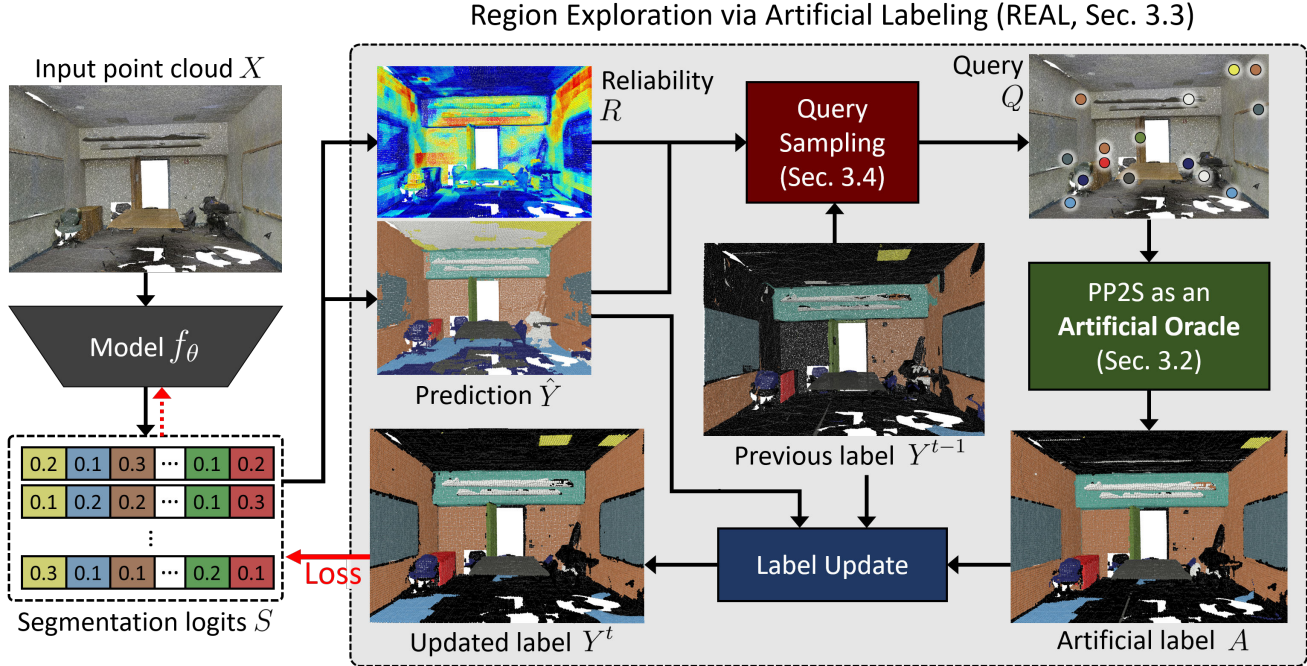 Region Exploration via Artificial Labeling (REAL, Sec. 3.3)
Input point cloud X
Model f_θ
0.2 0.1 0.3 ... 0.1 0.2
0.1 0.2 0.2 ... 0.1 0.3
⋮
0.3 0.1 0.1 ... 0.2 0.1
Segmentation logits S
Reliability
R
Prediction Ŷ
Query
Sampling
(Sec. 3.4)
Query
Q
Previous label Y^{t-1}
PP2S as an
Artificial Oracle
(Sec. 3.2)
Loss
Updated label Y^t
Label Update
Artificial label A